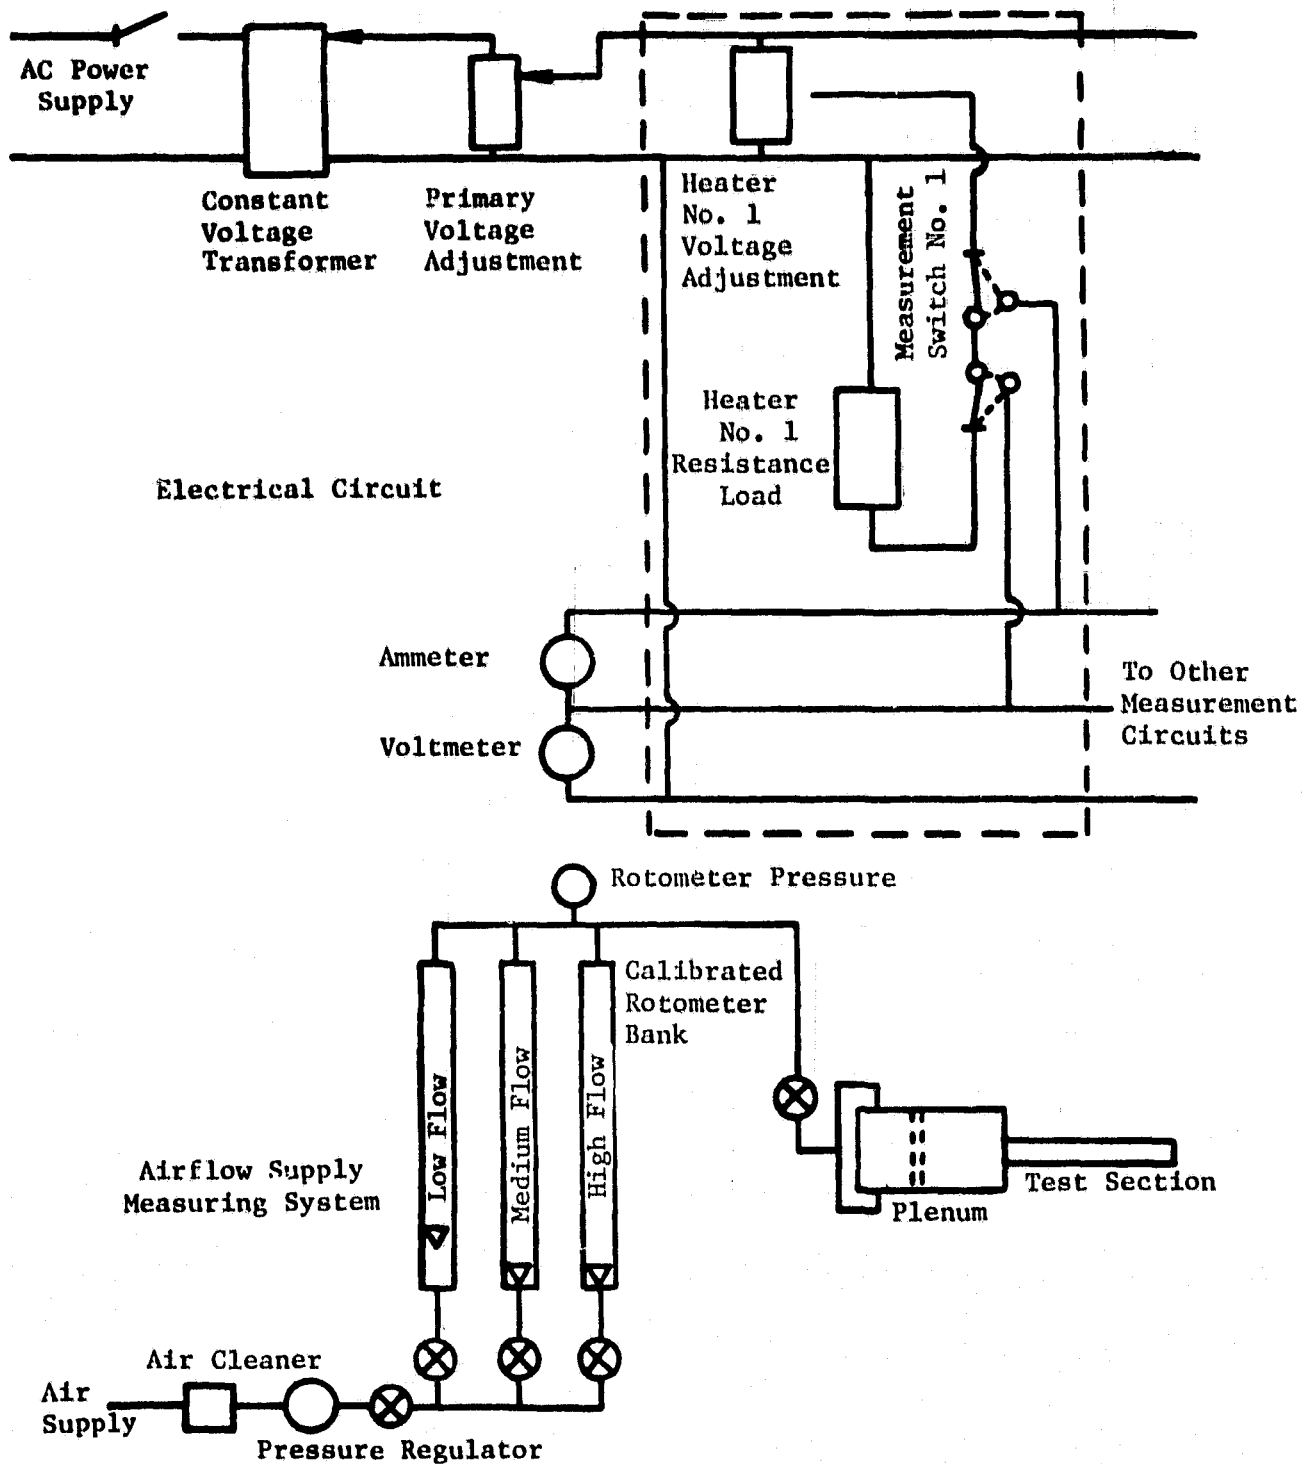 AC Power
Supply
Constant
Voltage
Transformer
Primary
Voltage
Adjustment
Heater
No. 1
Voltage
Adjustment
Measurement
Switch No. 1
Heater
No. 1
Resistance
Load
Electrical Circuit
Ammeter
Voltmeter
To Other
Measurement
Circuits
Rotometer Pressure
Calibrated
Rotometer
Bank
Low Flow
Medium Flow
High Flow
Airflow Supply
Measuring System
Test Section
Plenum
Air Cleaner
Air
Supply
Pressure Regulator